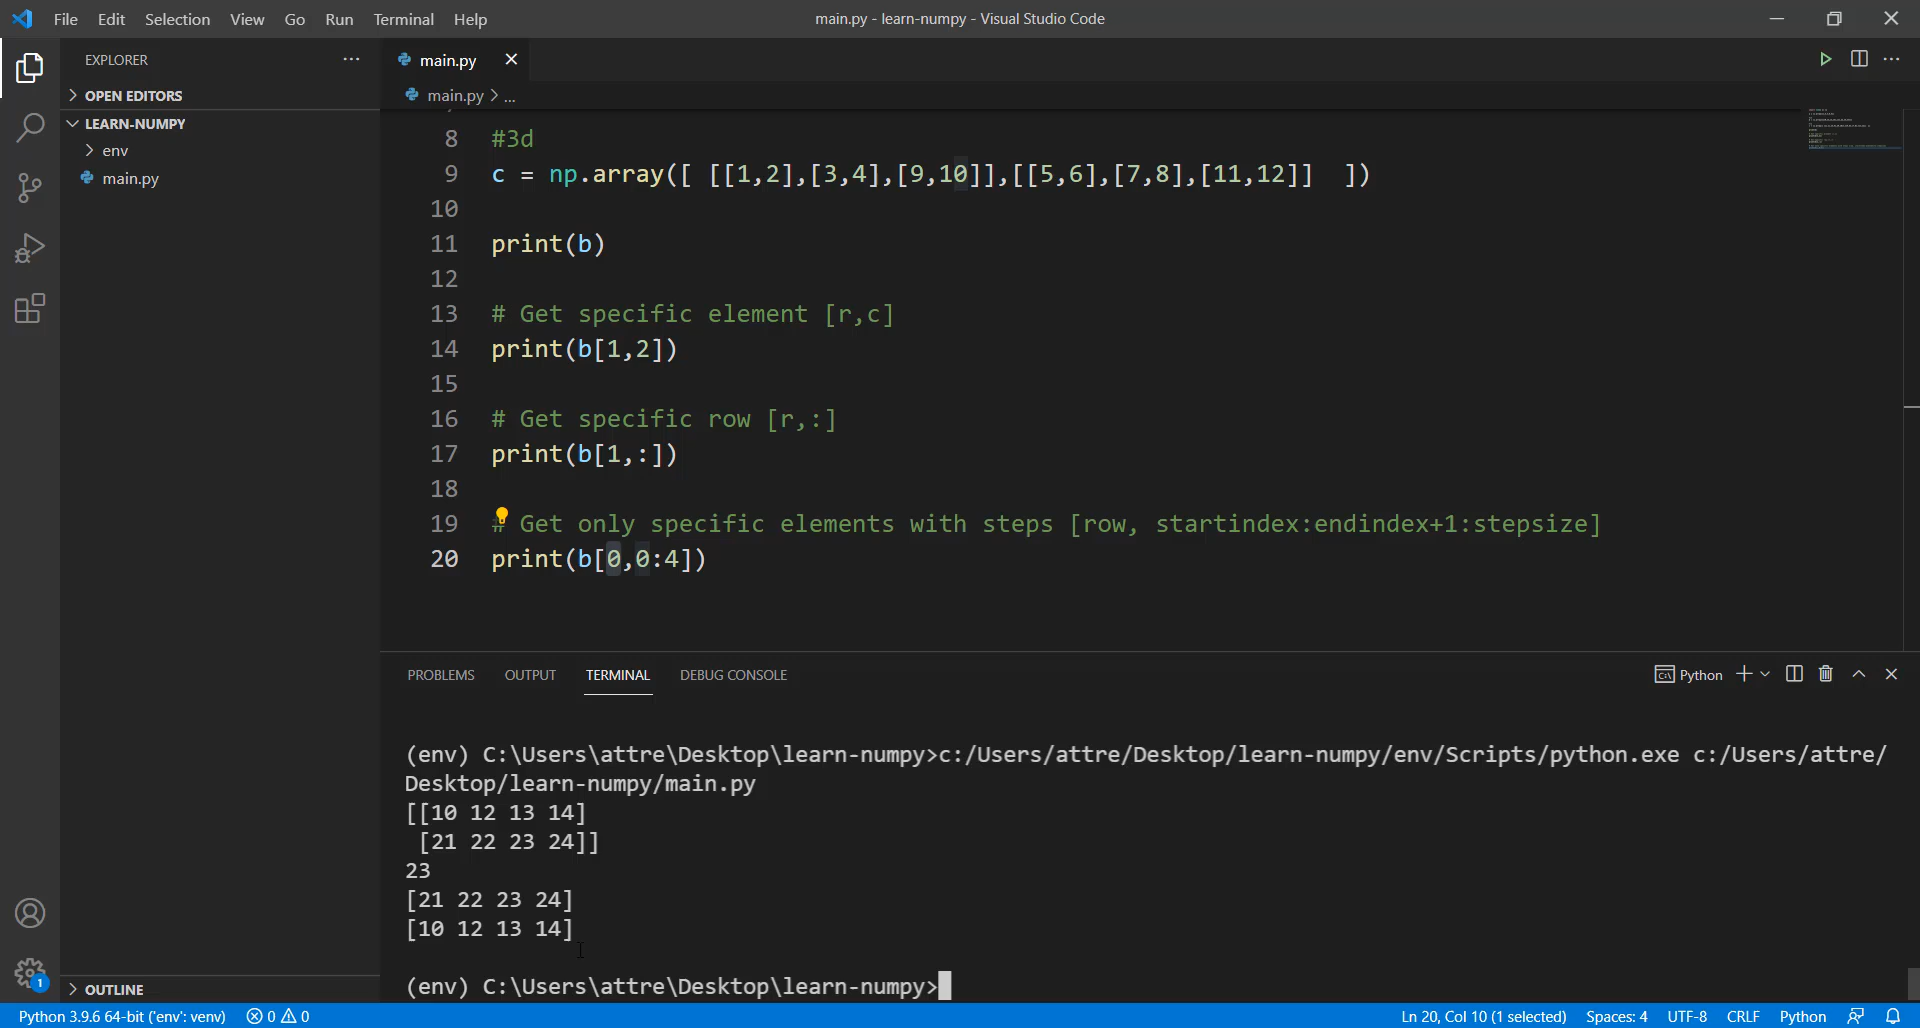 File Edit Selection View Go Run Terminal Help
main.py - learn-numpy - Visual Studio Code
EXPLORER
OPEN EDITORS
LEARN-NUMPY
env
main.py
OUTLINE
main.py
main.py > ...
8 #3d
9 c = np.array([ [[1,2],[3,4],[9,10]],[[5,6],[7,8],[11,12]]  ])
10
11 print(b)
12
13 # Get specific element [r,c]
14 print(b[1,2])
15
16 # Get specific row [r,:]
17 print(b[1,:])
18
19 # Get only specific elements with steps [row, startindex:endindex+1:stepsize]
20 print(b[0,0:4])
PROBLEMS OUTPUT TERMINAL DEBUG CONSOLE
Python
(env) C:\Users\attre\Desktop\learn-numpy>c:/Users/attre/Desktop/learn-numpy/env/Scripts/python.exe c:/Users/attre/
Desktop/learn-numpy/main.py
[[10 12 13 14]
 [21 22 23 24]]
23
[21 22 23 24]
[10 12 13 14]
(env) C:\Users\attre\Desktop\learn-numpy>
1
Python 3.9.6 64-bit ('env': venv) 0 0 Ln 20, Col 10 (1 selected) Spaces: 4 UTF-8 CRLF Python